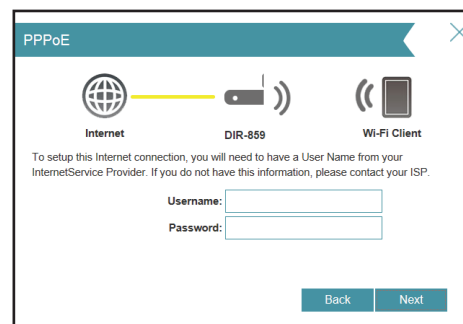 PPPoE
Internet
DIR-859
Wi-Fi Client
To setup this Internet connection, you will need to have a User Name from your
InternetService Provider. If you do not have this information, please contact your ISP.
Username:
Password:
Back Next